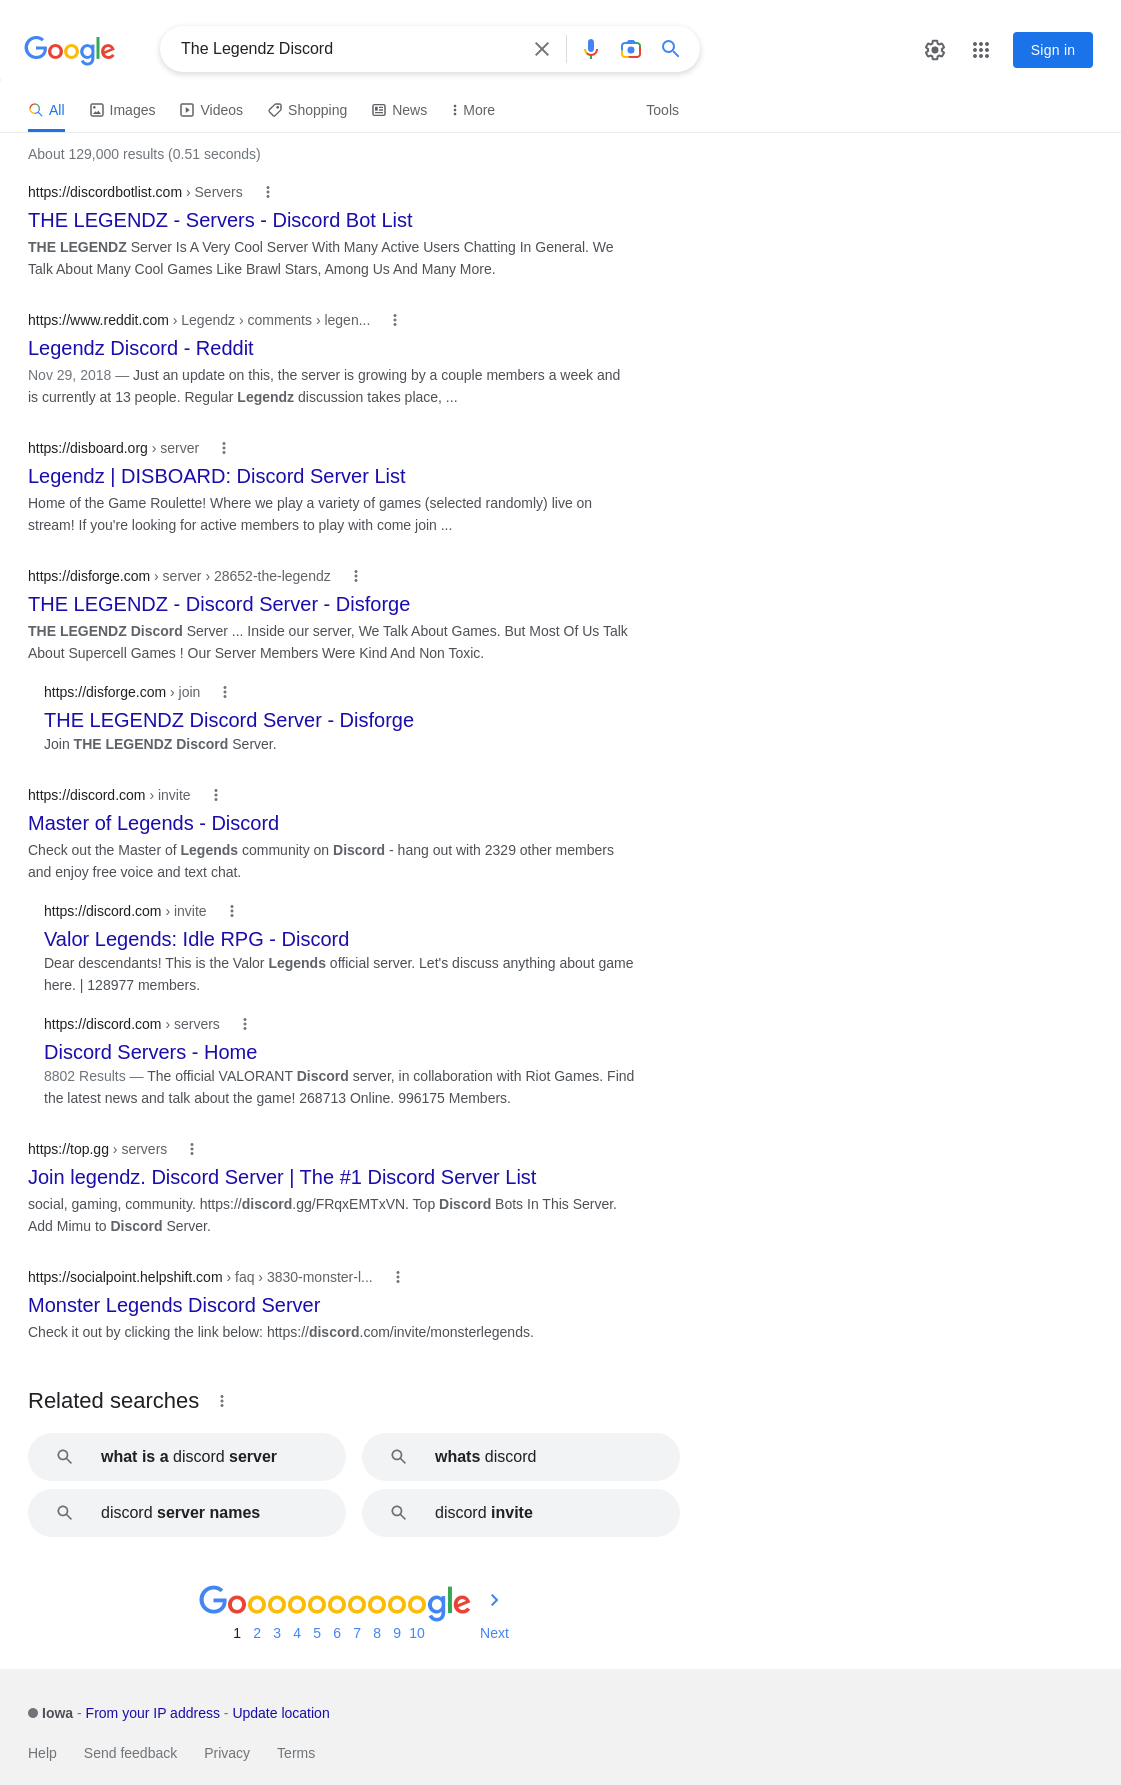 Google
The Legendz Discord
Sign in
All Images Videos Shopping News More Tools
About 129,000 results (0.51 seconds)
https://discordbotlist.com › Servers
THE LEGENDZ - Servers - Discord Bot List
THE LEGENDZ Server Is A Very Cool Server With Many Active Users Chatting In General. We
Talk About Many Cool Games Like Brawl Stars, Among Us And Many More.
https://www.reddit.com › Legendz › comments › legen...
Legendz Discord - Reddit
Nov 29, 2018 — Just an update on this, the server is growing by a couple members a week and
is currently at 13 people. Regular Legendz discussion takes place, ...
https://disboard.org › server
Legendz | DISBOARD: Discord Server List
Home of the Game Roulette! Where we play a variety of games (selected randomly) live on
stream! If you're looking for active members to play with come join ...
https://disforge.com › server › 28652-the-legendz
THE LEGENDZ - Discord Server - Disforge
THE LEGENDZ Discord Server ... Inside our server, We Talk About Games. But Most Of Us Talk
About Supercell Games ! Our Server Members Were Kind And Non Toxic.
https://disforge.com › join
THE LEGENDZ Discord Server - Disforge
Join THE LEGENDZ Discord Server.
https://discord.com › invite
Master of Legends - Discord
Check out the Master of Legends community on Discord - hang out with 2329 other members
and enjoy free voice and text chat.
https://discord.com › invite
Valor Legends: Idle RPG - Discord
Dear descendants! This is the Valor Legends official server. Let's discuss anything about game
here. | 128977 members.
https://discord.com › servers
Discord Servers - Home
8802 Results — The official VALORANT Discord server, in collaboration with Riot Games. Find
the latest news and talk about the game! 268713 Online. 996175 Members.
https://top.gg › servers
Join legendz. Discord Server | The #1 Discord Server List
social, gaming, community. https://discord.gg/FRqxEMTxVN. Top Discord Bots In This Server.
Add Mimu to Discord Server.
https://socialpoint.helpshift.com › faq › 3830-monster-l...
Monster Legends Discord Server
Check it out by clicking the link below: https://discord.com/invite/monsterlegends.
Related searches
what is a discord server
whats discord
discord server names
discord invite
Goooooooooogle
1 2 3 4 5 6 7 8 9 10 Next
Iowa - From your IP address - Update location
Help Send feedback Privacy Terms